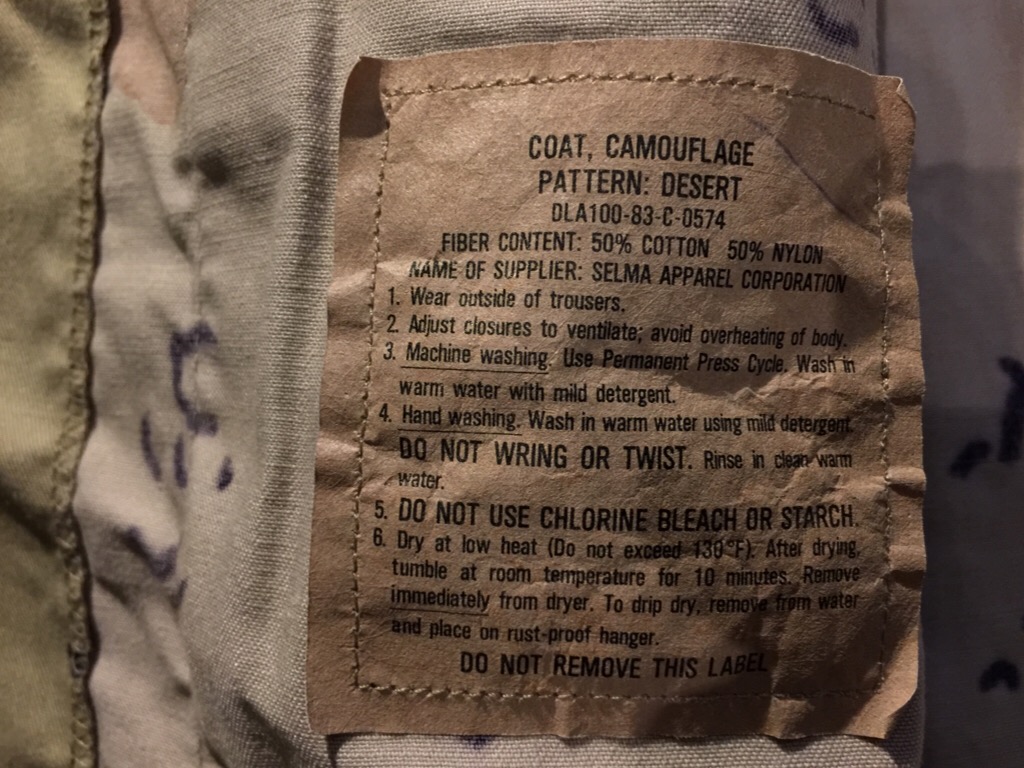 COAT, CAMOUFLAGE
PATTERN: DESERT
DLA100-83-C-0574
FIBER CONTENT: 50% COTTON 50% NYLON
NAME OF SUPPLIER: SELMA APPAREL CORPORATION
1. Wear outside of trousers.
2. Adjust closures to ventilate; avoid overheating of body.
3. Machine washing. Use Permanent Press Cycle. Wash in
warm water with mild detergent.
4. Hand washing. Wash in warm water using mild detergent.
DO NOT WRING OR TWIST. Rinse in clean warm
water.
5. DO NOT USE CHLORINE BLEACH OR STARCH.
6. Dry at low heat (Do not exceed 130°F). After drying,
tumble at room temperature for 10 minutes. Remove
immediately from dryer. To drip dry, remove from water
and place on rust-proof hanger.
DO NOT REMOVE THIS LABEL